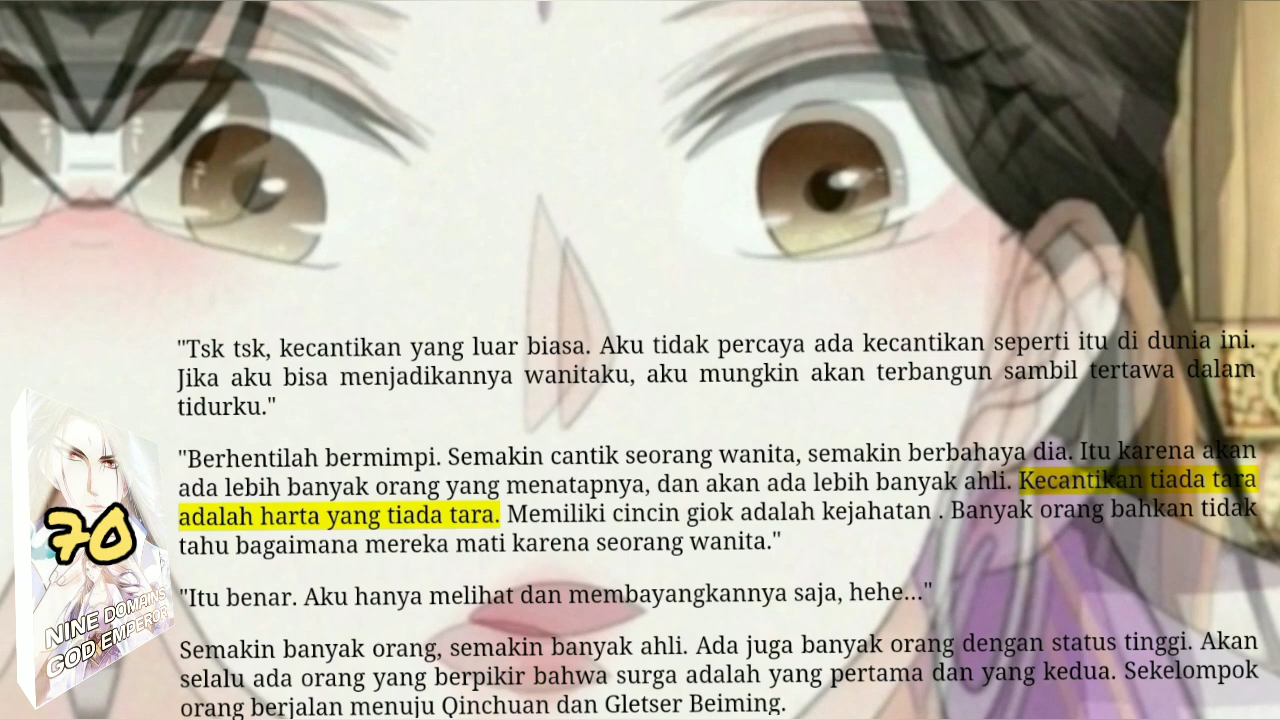 "Tsk tsk, kecantikan yang luar biasa. Aku tidak percaya ada kecantikan seperti itu di dunia ini.
Jika aku bisa menjadikannya wanitaku, aku mungkin akan terbangun sambil tertawa dalam
tidurku."
"Berhentilah bermimpi. Semakin cantik seorang wanita, semakin berbahaya dia. Itu karena akan
ada lebih banyak orang yang menatapnya, dan akan ada lebih banyak ahli. Kecantikan tiada tara
adalah harta yang tiada tara. Memiliki cincin giok adalah kejahatan . Banyak orang bahkan tidak
tahu bagaimana mereka mati karena seorang wanita."
"Itu benar. Aku hanya melihat dan membayangkannya saja, hehe..."
Semakin banyak orang, semakin banyak ahli. Ada juga banyak orang dengan status tinggi. Akan
selalu ada orang yang berpikir bahwa surga adalah yang pertama dan yang kedua. Sekelompok
orang berjalan menuju Qinchuan dan Gletser Beiming.
70
NINE DOMAINS
GOD EMPEROR